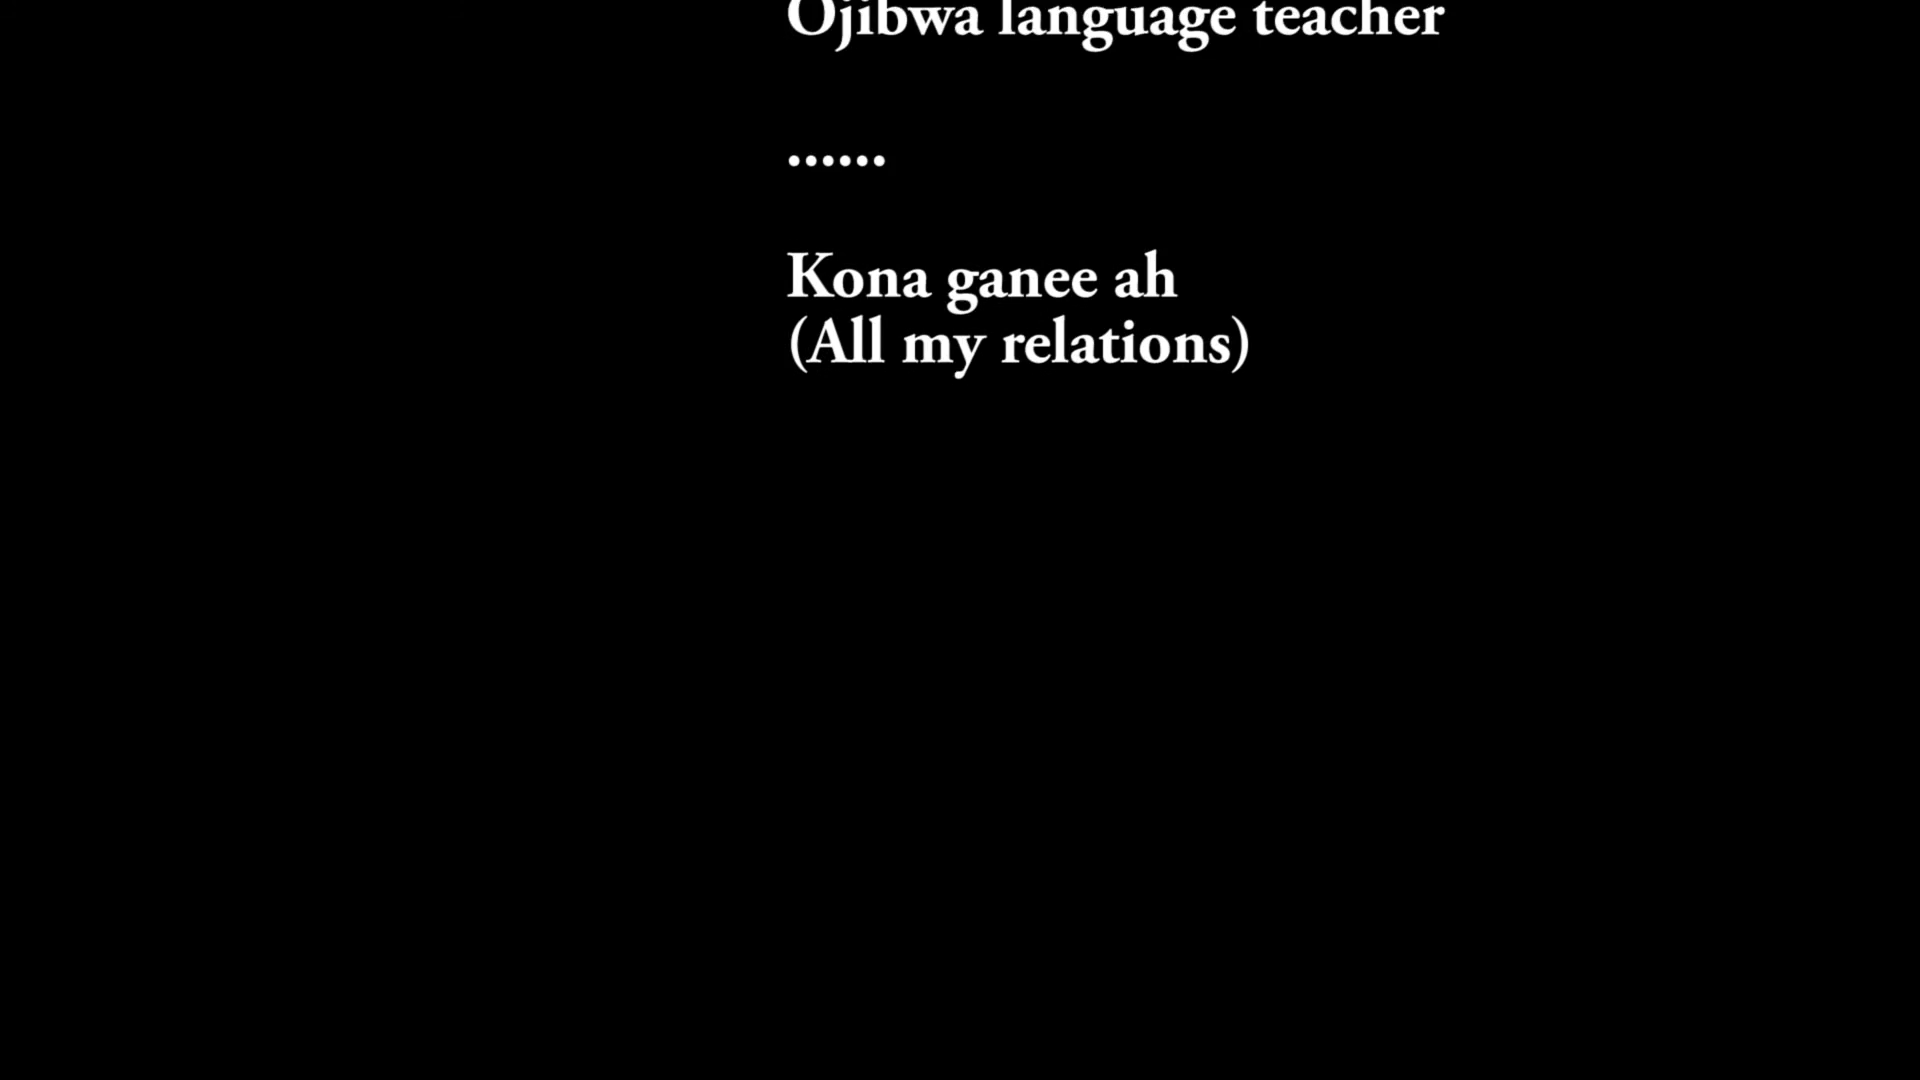 Ojibwa language teacher
......
Kona ganee ah
(All my relations)